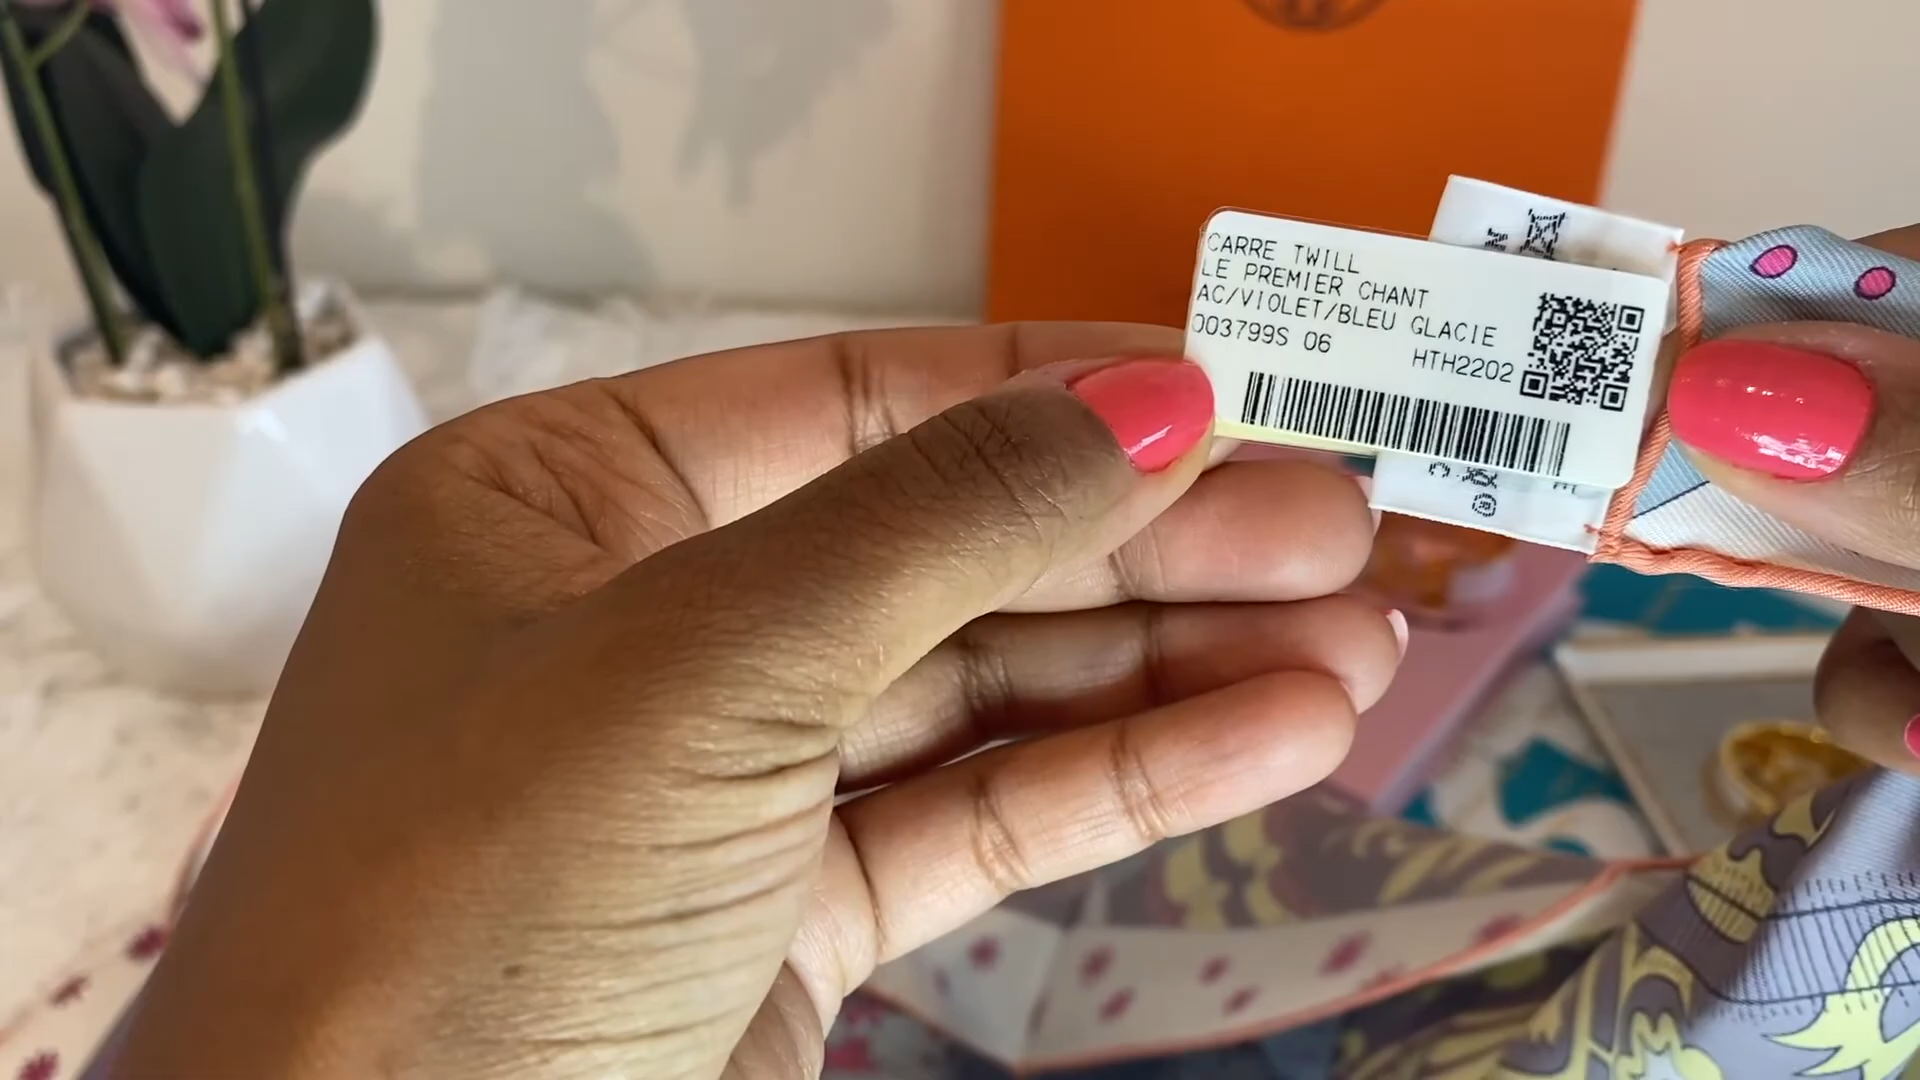 CARRE TWILL
LE PREMIER CHANT
AC/VIOLET/BLEU GLACIE
003799S 06
HTH2202